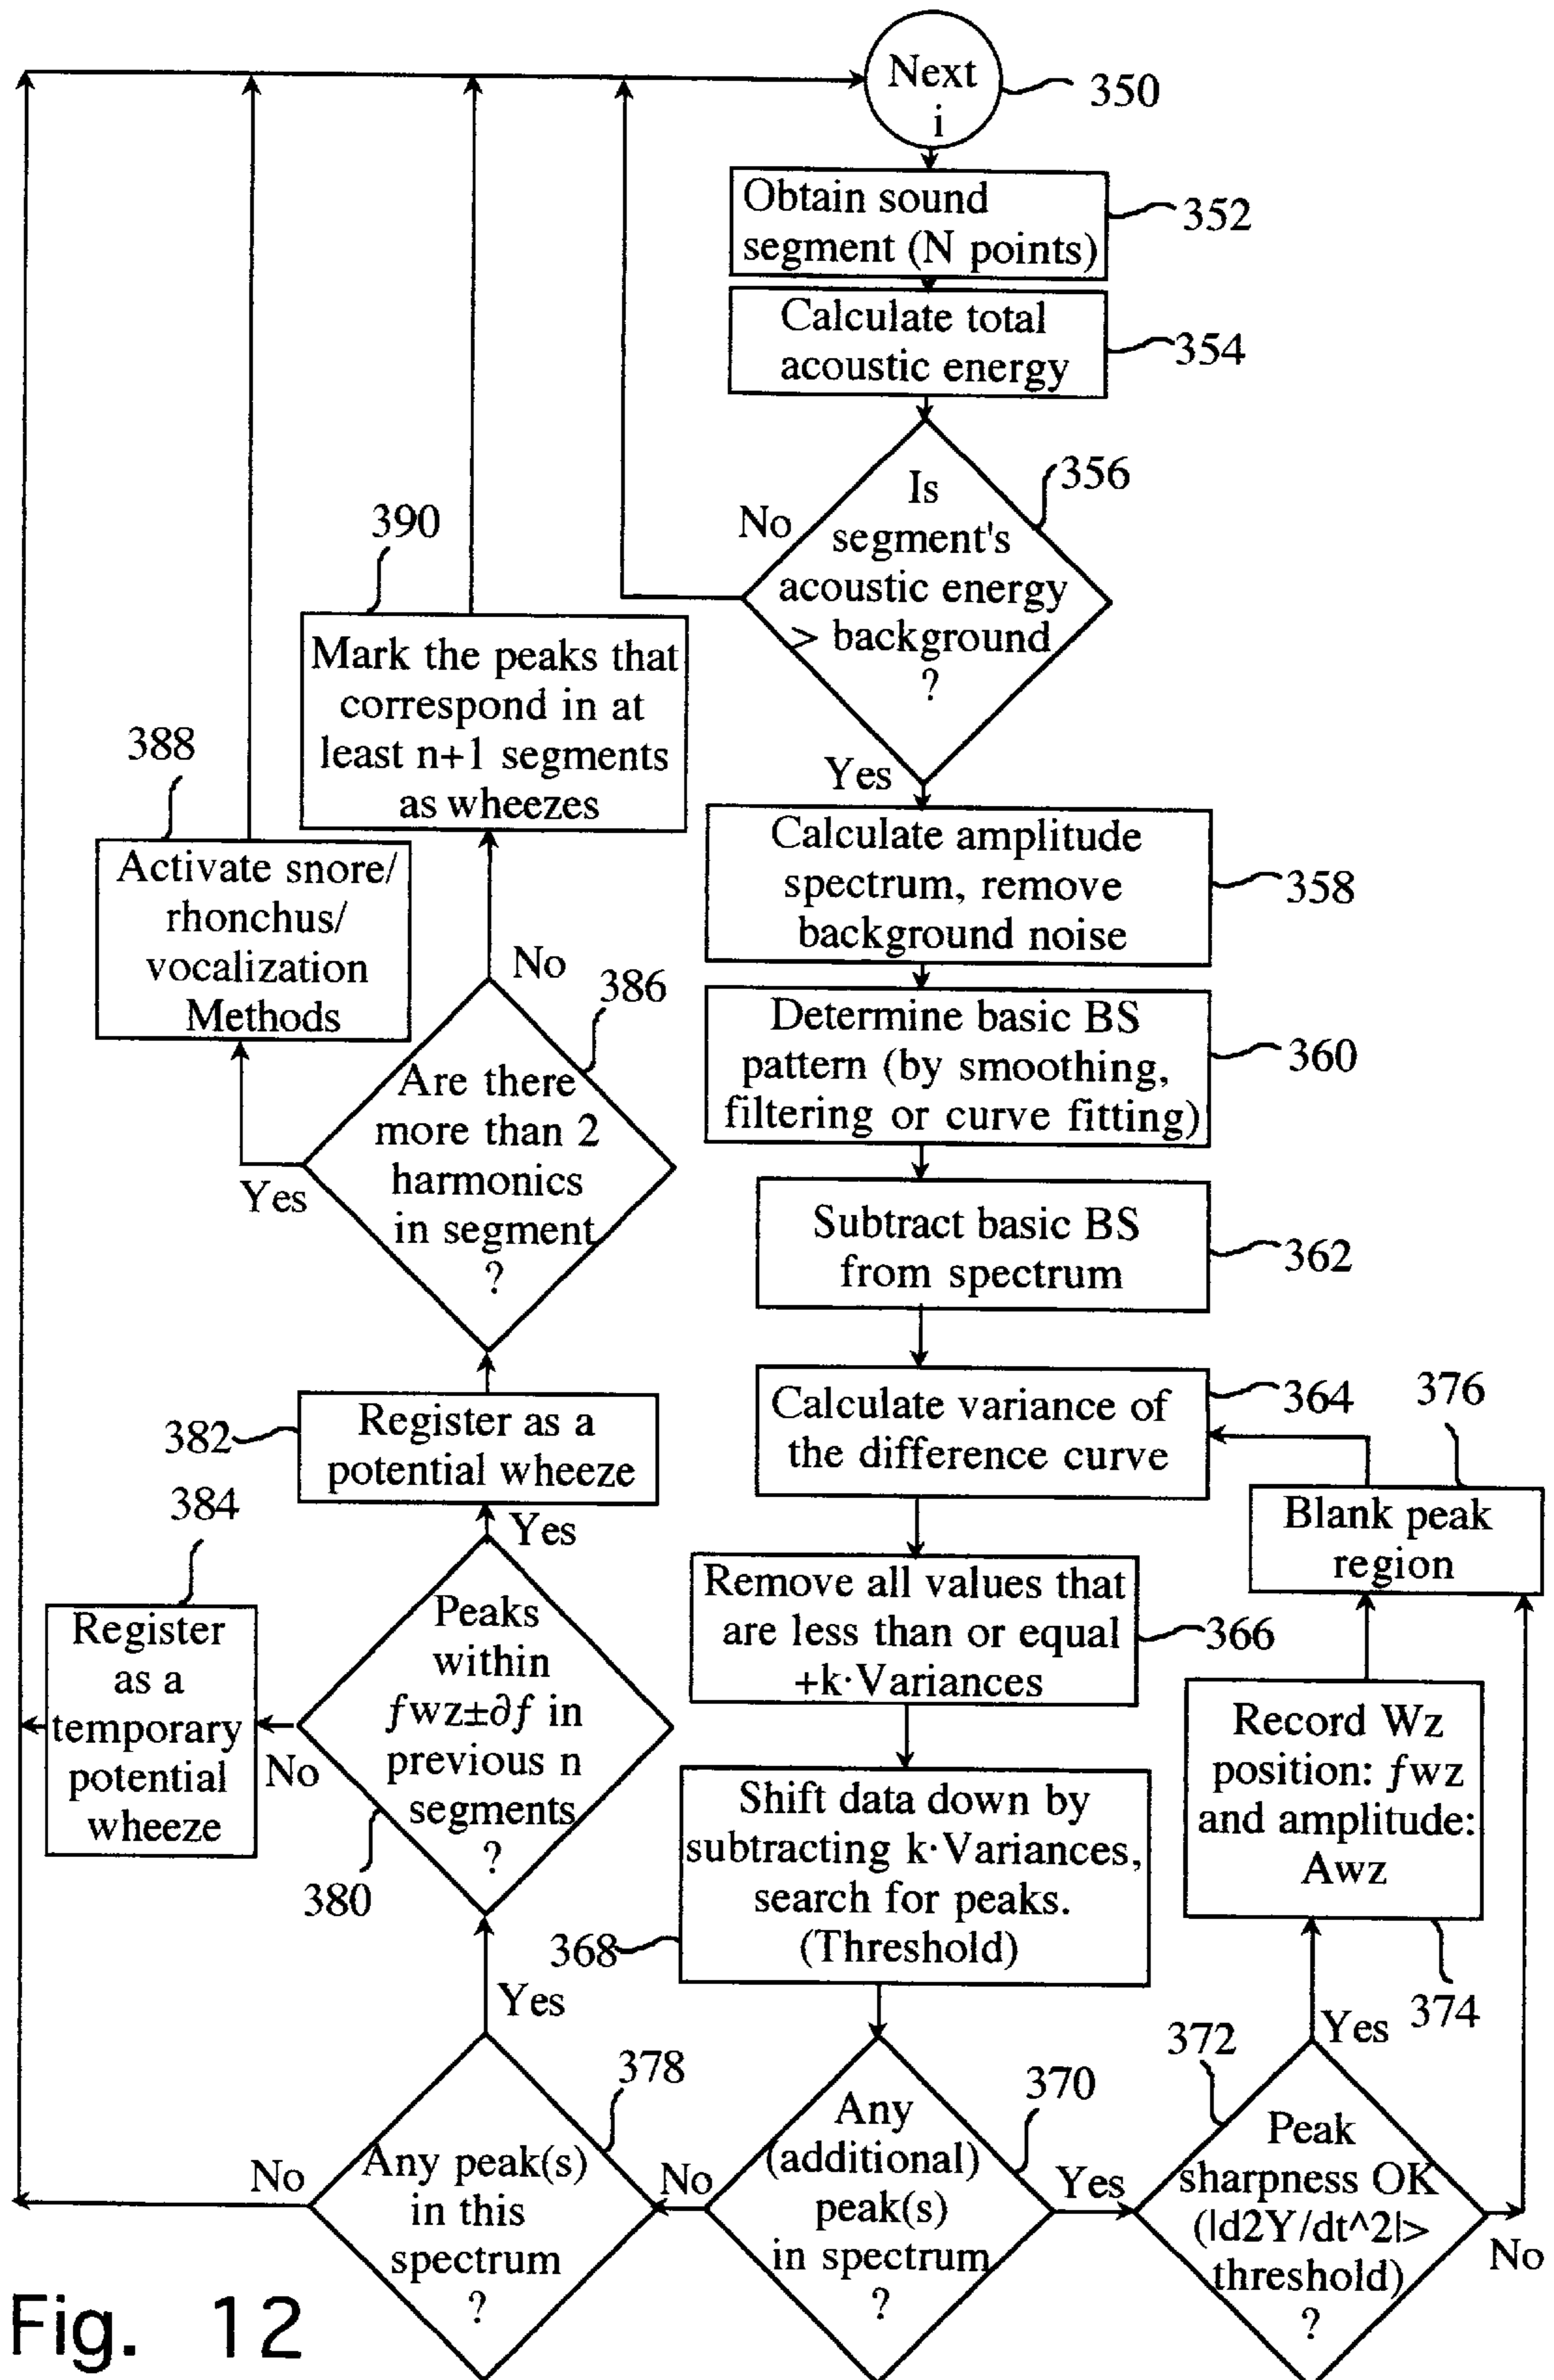 Next
i
350
Obtain sound
segment (N points)
352
Calculate total
acoustic energy
354
Is
segment's
acoustic energy
> background
?
356
No
Yes
390
Mark the peaks that
correspond in at
least n+1 segments
as wheezes
388
Activate snore/
rhonchus/
vocalization
Methods
Calculate amplitude
spectrum, remove
background noise
358
No
386
Are there
more than 2
harmonics
in segment
?
Yes
Determine basic BS
pattern (by smoothing,
filtering or curve fitting)
360
Subtract basic BS
from spectrum
362
Calculate variance of
the difference curve
364
376
Blank peak
region
382
Register as a
potential wheeze
384
Yes
Register
as a
temporary
potential
wheeze
No
Peaks
within
ƒwz±∂ƒ in
previous n
segments
?
380
Remove all values that
are less than or equal
+k·Variances
366
Record Wz
position: ƒwz
and amplitude:
Awz
374
Shift data down by
subtracting k·Variances,
search for peaks.
(Threshold)
368
Yes
378
Any peak(s)
in this
spectrum
?
No
No
Any
(additional)
peak(s)
in spectrum
?
370
Yes
372
Yes
Peak
sharpness OK
(|d2Y/dt^2|>
threshold)
?
No
Fig. 12